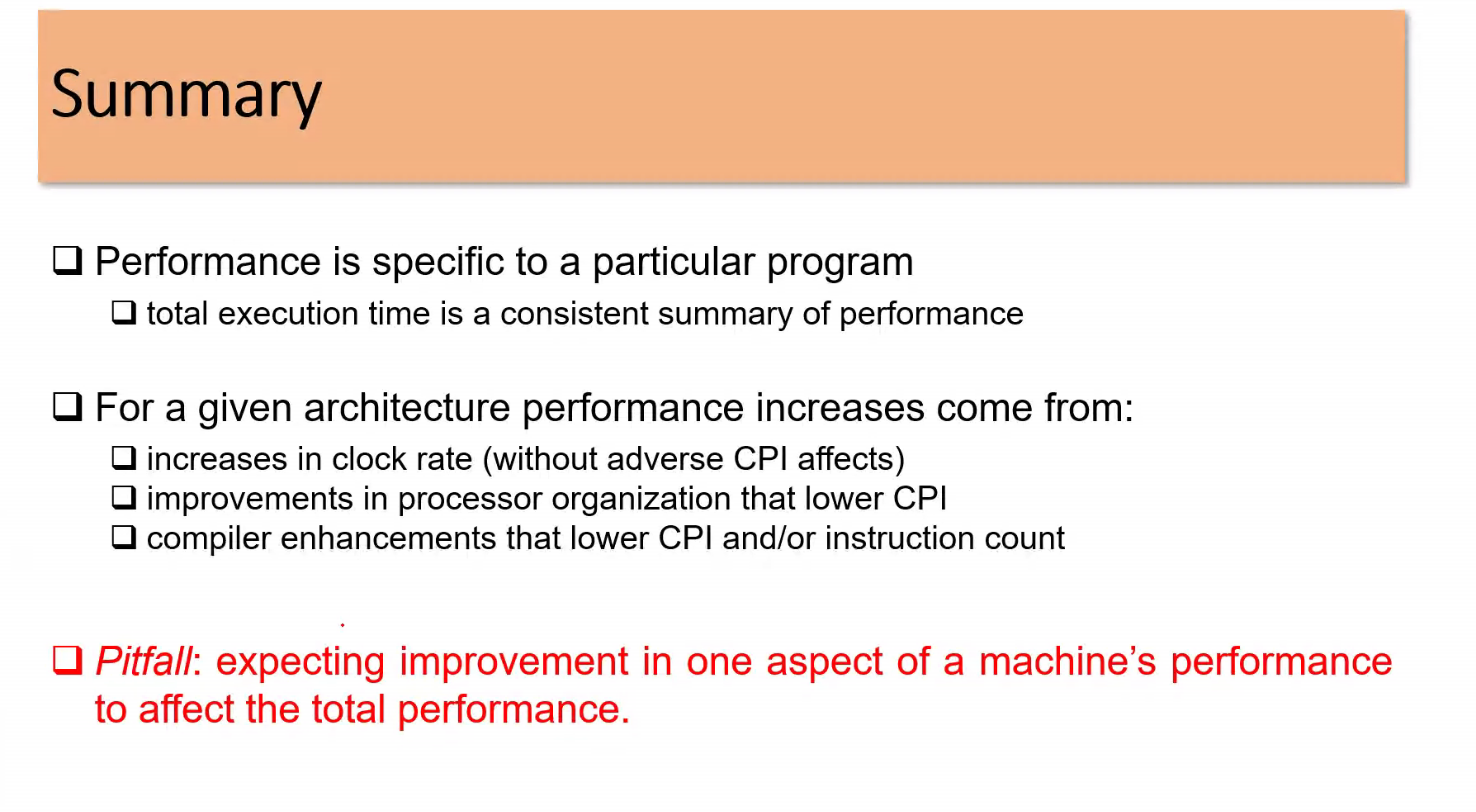 Summary
Performance is specific to a particular program
total execution time is a consistent summary of performance
For a given architecture performance increases come from:
increases in clock rate (without adverse CPI affects)
improvements in processor organization that lower CPI
compiler enhancements that lower CPI and/or instruction count
Pitfall: expecting improvement in one aspect of a machine’s performance
to affect the total performance.